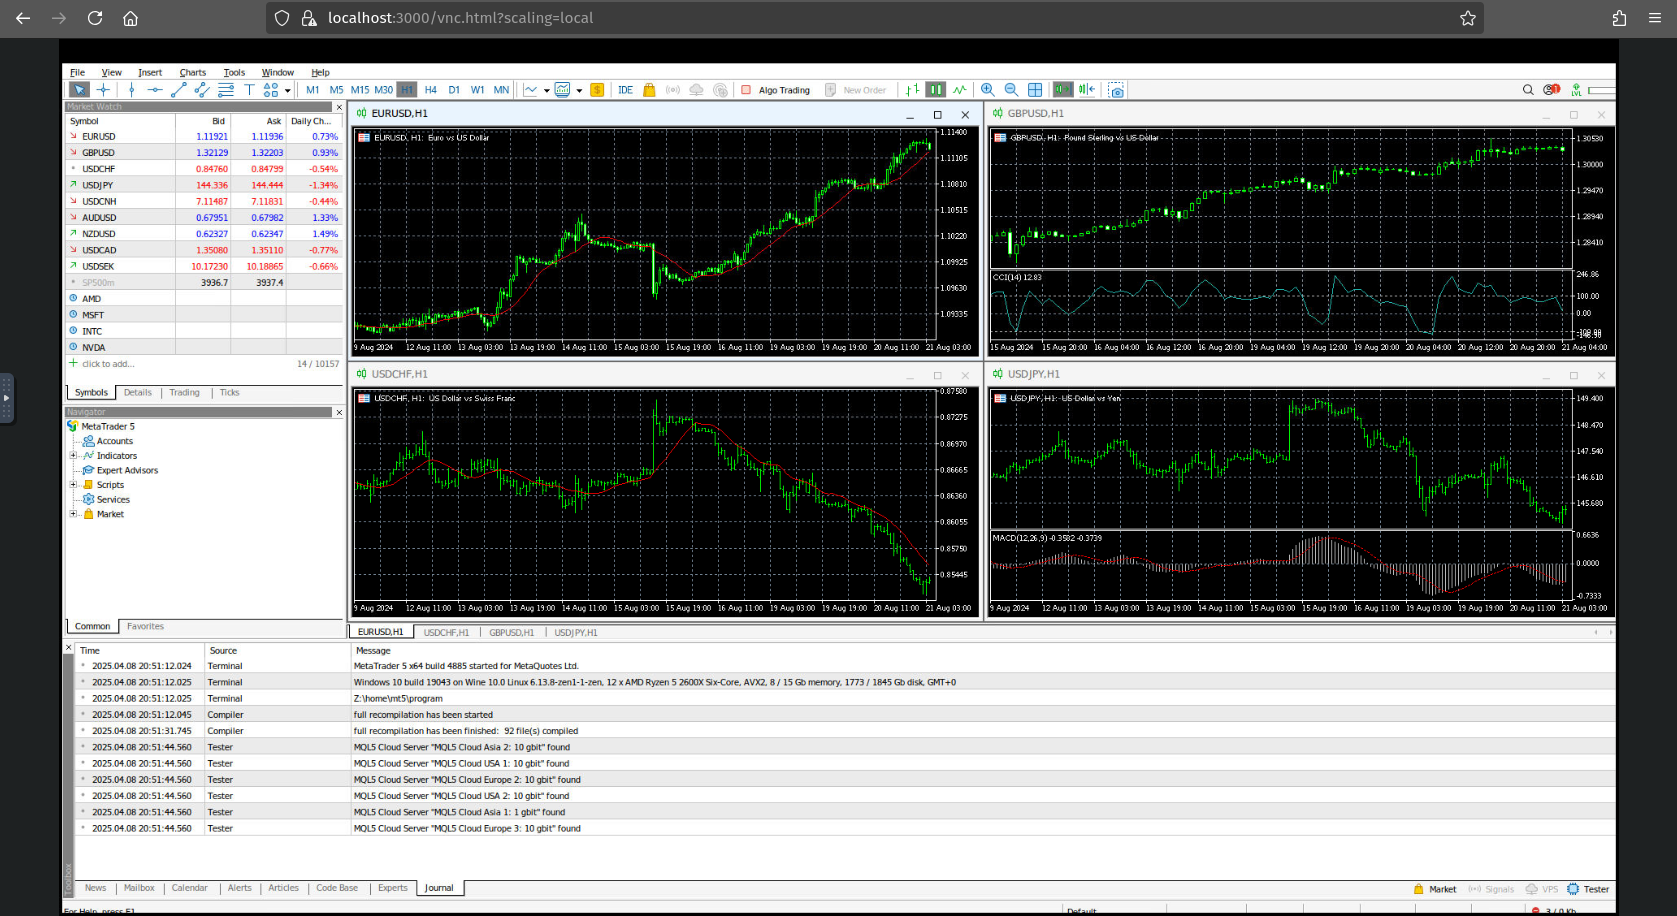 localhost:3000/vnc.html?scaling=local
File View Insert Charts Tools Window Help
M1 M5 M15 M30 H1 H4 D1 W1 MN IDE Algo Trading New Order
Market Watch
Symbol Bid Ask Daily Ch...
EURUSD 1.11921 1.11936 0.73%
GBPUSD 1.32129 1.32203 0.93%
USDCHF 0.84760 0.84799 -0.54%
USDJPY 144.336 144.444 -1.34%
USDCNH 7.11487 7.11831 -0.44%
AUDUSD 0.67951 0.67982 1.33%
NZDUSD 0.62327 0.62347 1.49%
USDCAD 1.35080 1.35110 -0.77%
USDSEK 10.17230 10.18865 -0.66%
SP500m 3936.7 3937.4
AMD
MSFT
INTC
NVDA
click to add... 14 / 10157
Symbols Details Trading Ticks
Navigator
MetaTrader 5
Accounts
Indicators
Expert Advisors
Scripts
Services
Market
Common Favorites
EURUSD,H1
EURUSD, H1: Euro vs US Dollar
1.11400
1.11105
1.10810
1.10515
1.10220
1.09925
1.09630
1.09335
9 Aug 2024 12 Aug 11:00 13 Aug 03:00 13 Aug 19:00 14 Aug 11:00 15 Aug 03:00 15 Aug 19:00 16 Aug 11:00 19 Aug 03:00 19 Aug 19:00 20 Aug 11:00 21 Aug 03:00
GBPUSD,H1
GBPUSD, H1: Pound Sterling vs US Dollar
1.30530
1.30000
1.29470
1.28940
1.28410
CCI(14) 12.83
246.86
100.00
0.00
15 Aug 2024 15 Aug 20:00 16 Aug 04:00 16 Aug 12:00 16 Aug 20:00 19 Aug 04:00 19 Aug 12:00 19 Aug 20:00 20 Aug 04:00 20 Aug 12:00 20 Aug 20:00 21 Aug 04:00
USDCHF,H1
USDCHF, H1: US Dollar vs Swiss Franc
0.87580
0.87275
0.86970
0.86665
0.86360
0.86055
0.85750
0.85445
9 Aug 2024 12 Aug 11:00 13 Aug 03:00 13 Aug 19:00 14 Aug 11:00 15 Aug 03:00 15 Aug 19:00 16 Aug 11:00 19 Aug 03:00 19 Aug 19:00 20 Aug 11:00 21 Aug 03:00
USDJPY,H1
USDJPY, H1: US Dollar vs Yen
149.400
148.470
147.540
146.610
145.680
MACD(12,26,9) -0.3582 -0.3739
0.6636
0.0000
-0.7333
9 Aug 2024 12 Aug 11:00 13 Aug 03:00 13 Aug 19:00 14 Aug 11:00 15 Aug 03:00 15 Aug 19:00 16 Aug 11:00 19 Aug 03:00 19 Aug 19:00 20 Aug 11:00 21 Aug 03:00
EURUSD,H1 USDCHF,H1 GBPUSD,H1 USDJPY,H1
Time Source Message
2025.04.08 20:51:12.024 Terminal MetaTrader 5 x64 build 4885 started for MetaQuotes Ltd.
2025.04.08 20:51:12.025 Terminal Windows 10 build 19043 on Wine 10.0 Linux 6.13.8-zen1-1-zen, 12 x AMD Ryzen 5 2600X Six-Core, AVX2, 8 / 15 Gb memory, 1773 / 1845 Gb disk, GMT+0
2025.04.08 20:51:12.025 Terminal Z:\home\mt5\program
2025.04.08 20:51:12.045 Compiler full recompilation has been started
2025.04.08 20:51:31.745 Compiler full recompilation has been finished: 92 file(s) compiled
2025.04.08 20:51:44.560 Tester MQL5 Cloud Server "MQL5 Cloud Asia 2: 10 gbit" found
2025.04.08 20:51:44.560 Tester MQL5 Cloud Server "MQL5 Cloud USA 1: 10 gbit" found
2025.04.08 20:51:44.560 Tester MQL5 Cloud Server "MQL5 Cloud Europe 2: 10 gbit" found
2025.04.08 20:51:44.560 Tester MQL5 Cloud Server "MQL5 Cloud USA 2: 10 gbit" found
2025.04.08 20:51:44.560 Tester MQL5 Cloud Server "MQL5 Cloud Asia 1: 1 gbit" found
2025.04.08 20:51:44.560 Tester MQL5 Cloud Server "MQL5 Cloud Europe 3: 10 gbit" found
Toolbox
News Mailbox Calendar Alerts Articles Code Base Experts Journal Market Signals VPS Tester
For Help, press F1 Default 3 / 0 Kb